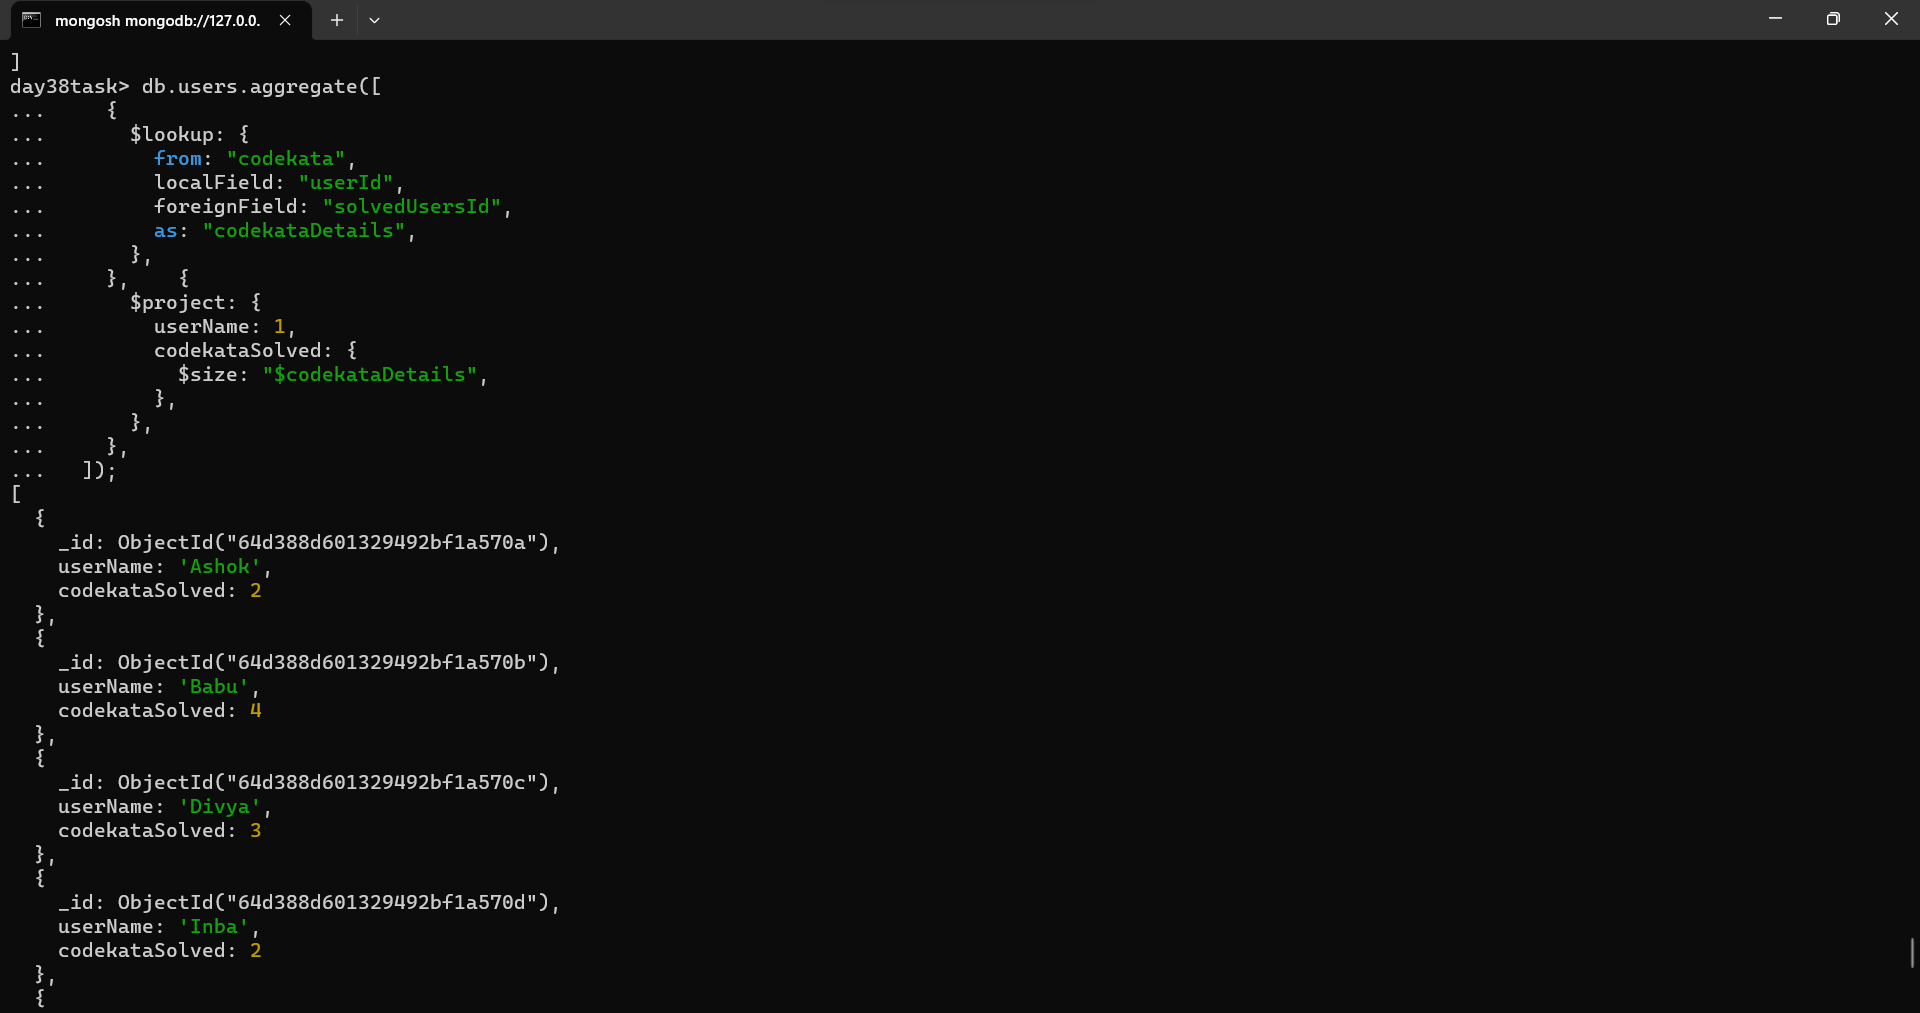 mongosh mongodb://127.0.0.
]
day38task> db.users.aggregate([
...     {
...       $lookup: {
...         from: "codekata",
...         localField: "userId",
...         foreignField: "solvedUsersId",
...         as: "codekataDetails",
...       },
...     },    {
...       $project: {
...         userName: 1,
...         codekataSolved: {
...           $size: "$codekataDetails",
...         },
...       },
...     },
...   ]);
[
  {
    _id: ObjectId("64d388d601329492bf1a570a"),
    userName: 'Ashok',
    codekataSolved: 2
  },
  {
    _id: ObjectId("64d388d601329492bf1a570b"),
    userName: 'Babu',
    codekataSolved: 4
  },
  {
    _id: ObjectId("64d388d601329492bf1a570c"),
    userName: 'Divya',
    codekataSolved: 3
  },
  {
    _id: ObjectId("64d388d601329492bf1a570d"),
    userName: 'Inba',
    codekataSolved: 2
  },
  {